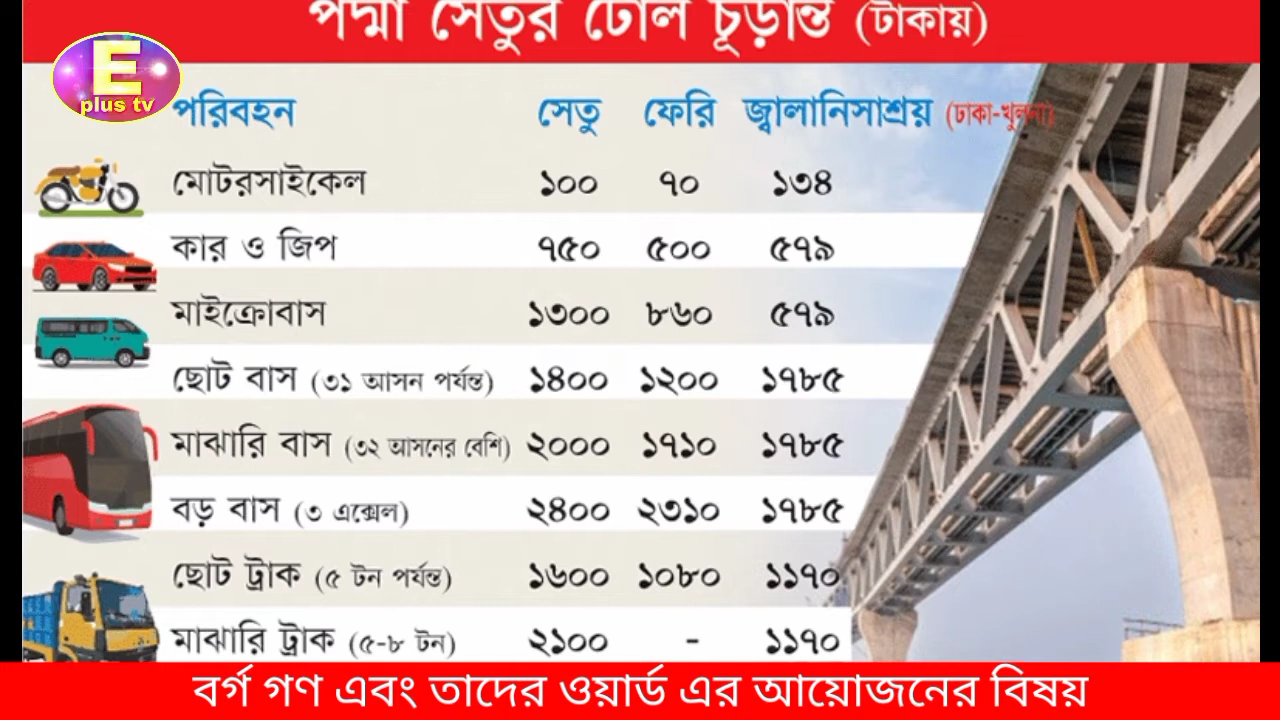 পদ্মা সেতুর টোল চূড়ান্ত (টাকায়)
E
plus tv
পরিবহন সেতু ফেরি জ্বালানিসাশ্রয় (ঢাকা-খুলনা)
মোটরসাইকেল ১০০ ৭০ ১৩৪
কার ও জিপ ৭৫০ ৫০০ ৫৭৯
মাইক্রোবাস ১৩০০ ৮৬০ ৫৭৯
ছোট বাস (৩১ আসন পর্যন্ত) ১৪০০ ১২০০ ১৭৮৫
মাঝারি বাস (৩২ আসনের বেশি) ২০০০ ১৭১০ ১৭৮৫
বড় বাস (৩ এক্সেল) ২৪০০ ২৩১০ ১৭৮৫
ছোট ট্রাক (৫ টন পর্যন্ত) ১৬০০ ১০৮০ ১১৭০
মাঝারি ট্রাক (৫-৮ টন) ২১০০ - ১১৭০
বর্গ গণ এবং তাদের ওয়ার্ড এর আয়োজনের বিষয়